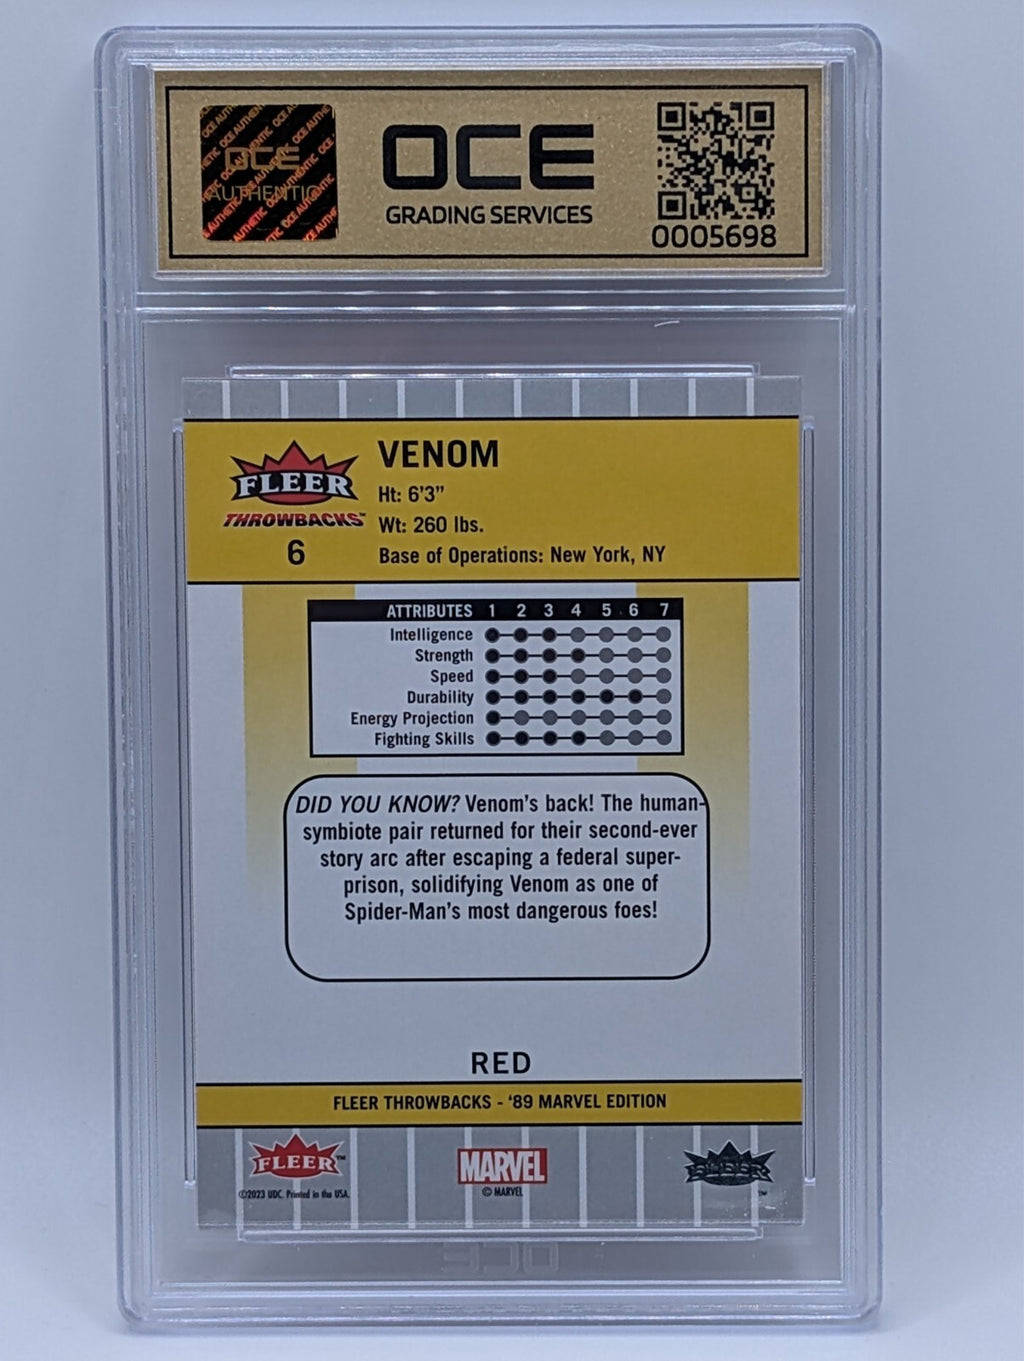 OCE AUTHENTIC
OCE
GRADING SERVICES
0005698
FLEER
THROWBACKS™
6
VENOM
Ht: 6'3"
Wt: 260 lbs.
Base of Operations: New York, NY
ATTRIBUTES 1 2 3 4 5 6 7
Intelligence
Strength
Speed
Durability
Energy Projection
Fighting Skills
DID YOU KNOW? Venom's back! The human-
symbiote pair returned for their second-ever
story arc after escaping a federal super-
prison, solidifying Venom as one of
Spider-Man's most dangerous foes!
RED
FLEER THROWBACKS - '89 MARVEL EDITION
FLEER™
©2023 UDC. Printed in the USA.
MARVEL
© MARVEL
OCE